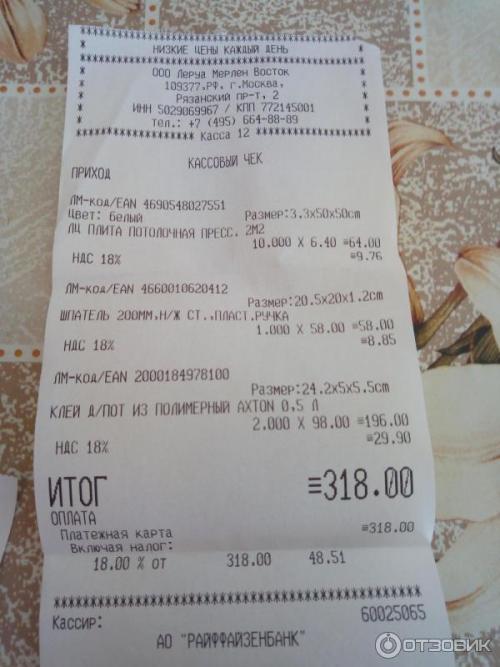 НИЗКИЕ ЦЕНЫ КАЖДЫЙ ДЕНЬ
ООО Леруа Мерлен Восток
109377.РФ. г.Москва,
Рязанский пр-т, 2
ИНН 5029069967 / КПП 772145001
тел.: +7 (495) 664-88-89
Касса 12
КАССОВЫЙ ЧЕК
ПРИХОД
ЛМ-код/EAN 4690548027551
Цвет: белый Размер:3.3x50x50cm
ЛЦ ПЛИТА ПОТОЛОЧНАЯ ПРЕСС. 2М2
10.000 X 6.40 =64.00
НДС 18% =9.76
ЛМ-код/EAN 4660010620412
Размер:20.5x20x1.2cm
ШПАТЕЛЬ 200ММ,Н/Ж СТ.,ПЛАСТ.РУЧКА
1.000 X 58.00 =58.00
НДС 18% =8.85
ЛМ-код/EAN 2000184978100
Размер:24.2x5x5.5cm
КЛЕЙ Д/ПОТ ИЗ ПОЛИМЕРНЫЙ AXTON 0,5 Л
2.000 X 98.00 =196.00
НДС 18% =29.90
ИТОГ =318.00
ОПЛАТА
Платежная карта =318.00
Включая налог:
18.00 % от 318.00 48.51
Кассир: 60025065
АО "РАЙФФАЙЗЕНБАНК"
ОТЗОВИК